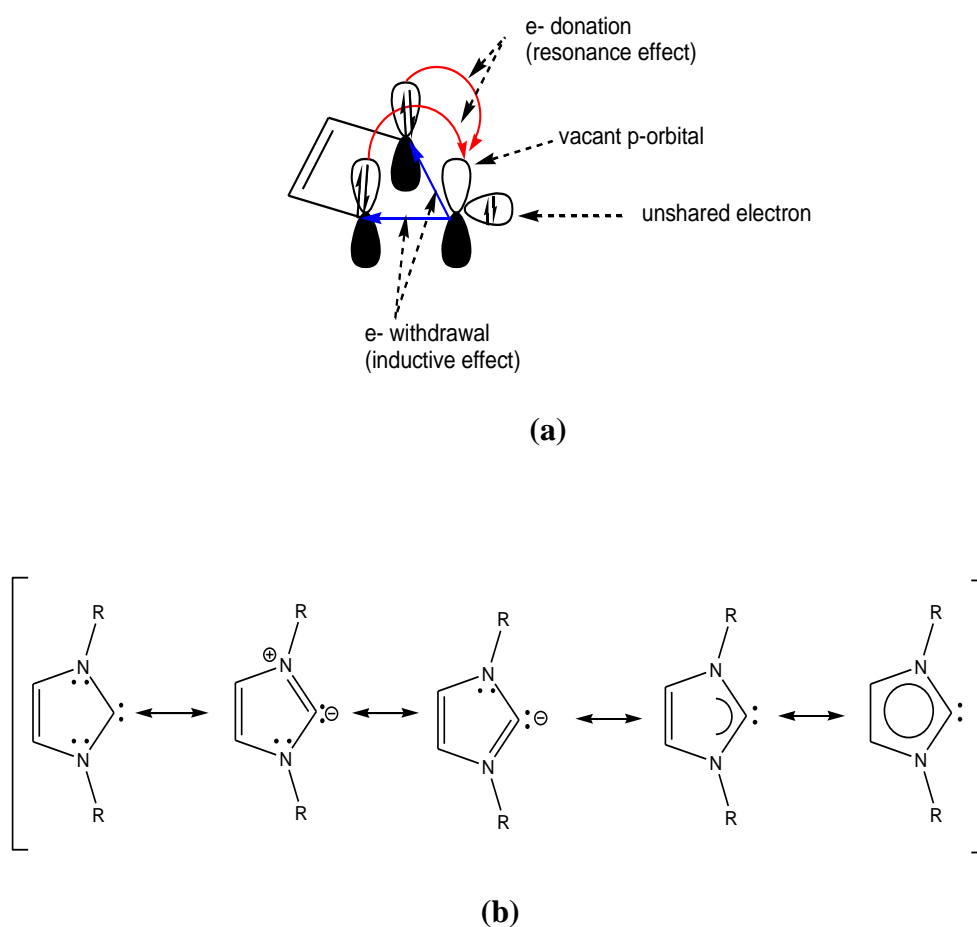 e- donation
(resonance effect)
vacant p-orbital
unshared electron
e- withdrawal
(inductive effect)
(a)
R R R R R
N ⊕ N N N N
: :⊖ :⊖ : :
N N N N N
R R R R R
(b)